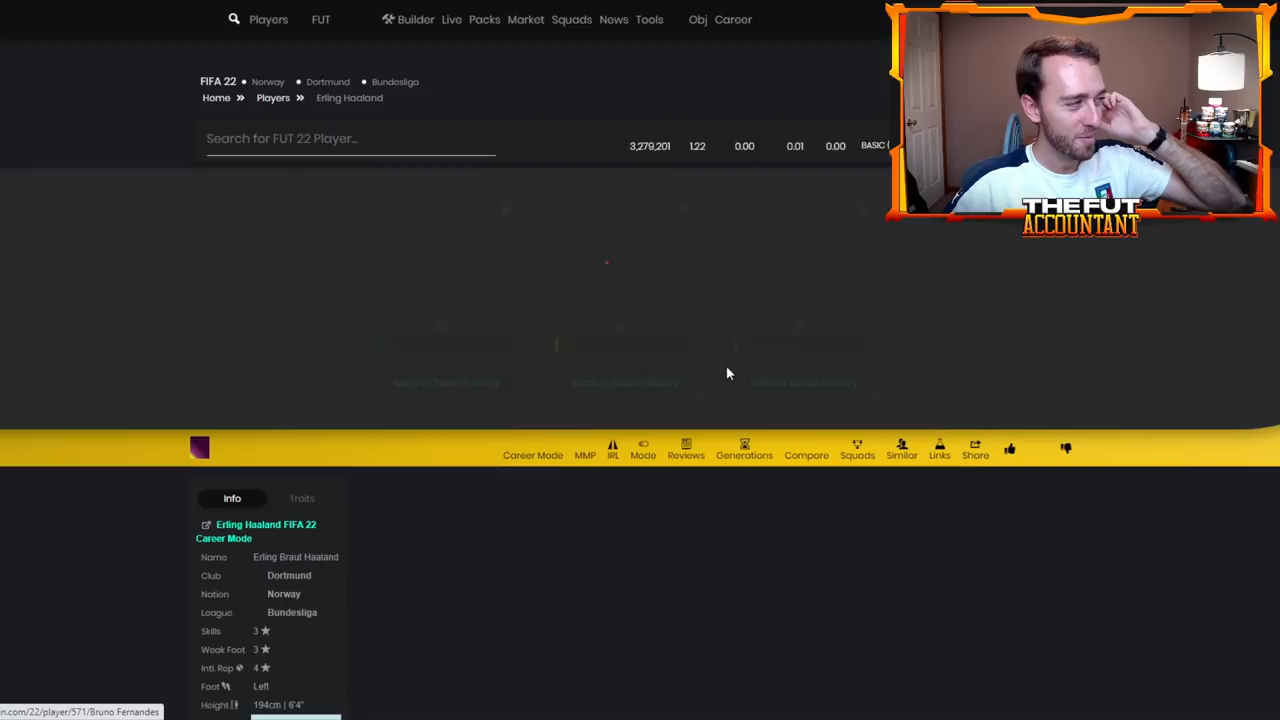 Players FUT Builder Live Packs Market Squads News Tools Obj Career
FIFA 22 • Norway • Dortmund • Bundesliga
Home » Players » Erling Haaland
Search for FUT 22 Player...
3,279,201 1.22 0.00 0.01 0.00 BASIC (
THE FUT
ACCOUNTANT
Career Mode MMP IRL Mode Reviews Generations Compare Squads Similar Links Share
Info Traits
Erling Haaland FIFA 22
Career Mode
Name Erling Braut Haaland
Club Dortmund
Nation Norway
League Bundesliga
Skills 3 ★
Weak Foot 3 ★
Intl. Rep 4 ★
Foot Left
Height 194cm | 6'4"
in.com/22/player/571/Bruno Fernandes